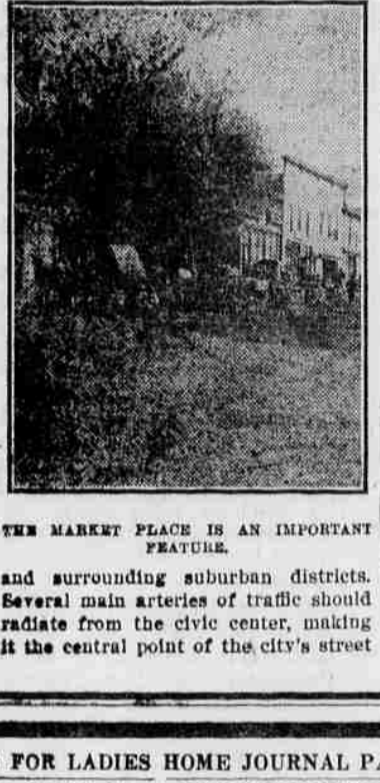 THE MARKET PLACE IS AN IMPORTANT
FEATURE.
and surrounding suburban districts.
Several main arteries of traffic should
radiate from the civic center, making
it the central point of the city's street
FOR LADIES HOME JOURNAL P